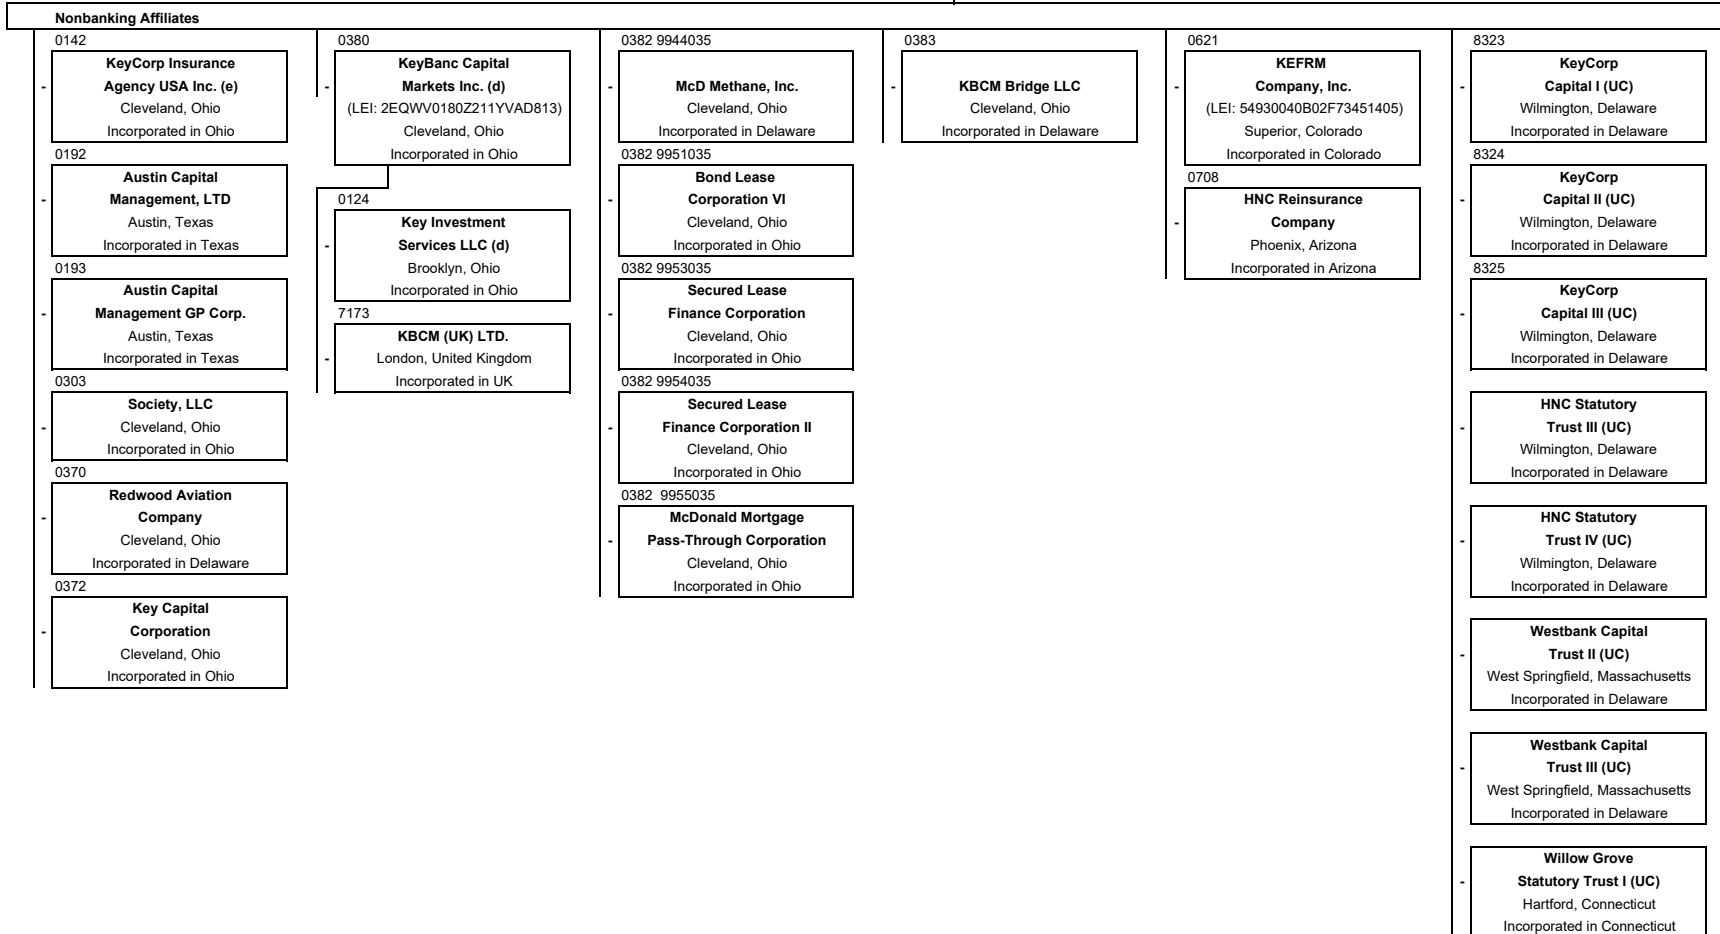 Nonbanking Affiliates
0142
KeyCorp Insurance
Agency USA Inc. (e)
Cleveland, Ohio
Incorporated in Ohio
0192
Austin Capital
Management, LTD
Austin, Texas
Incorporated in Texas
0193
Austin Capital
Management GP Corp.
Austin, Texas
Incorporated in Texas
0303
Society, LLC
Cleveland, Ohio
Incorporated in Ohio
0370
Redwood Aviation
Company
Cleveland, Ohio
Incorporated in Delaware
0372
Key Capital
Corporation
Cleveland, Ohio
Incorporated in Ohio
0380
KeyBanc Capital
Markets Inc. (d)
(LEI: 2EQWV0180Z211YVAD813)
Cleveland, Ohio
Incorporated in Ohio
0124
Key Investment
Services LLC (d)
Brooklyn, Ohio
Incorporated in Ohio
7173
KBCM (UK) LTD.
London, United Kingdom
Incorporated in UK
0382 9944035
McD Methane, Inc.
Cleveland, Ohio
Incorporated in Delaware
0382 9951035
Bond Lease
Corporation VI
Cleveland, Ohio
Incorporated in Ohio
0382 9953035
Secured Lease
Finance Corporation
Cleveland, Ohio
Incorporated in Ohio
0382 9954035
Secured Lease
Finance Corporation II
Cleveland, Ohio
Incorporated in Ohio
0382 9955035
McDonald Mortgage
Pass-Through Corporation
Cleveland, Ohio
Incorporated in Ohio
0383
KBCM Bridge LLC
Cleveland, Ohio
Incorporated in Delaware
0621
KEFRM
Company, Inc.
(LEI: 54930040B02F73451405)
Superior, Colorado
Incorporated in Colorado
0708
HNC Reinsurance
Company
Phoenix, Arizona
Incorporated in Arizona
8323
KeyCorp
Capital I (UC)
Wilmington, Delaware
Incorporated in Delaware
8324
KeyCorp
Capital II (UC)
Wilmington, Delaware
Incorporated in Delaware
8325
KeyCorp
Capital III (UC)
Wilmington, Delaware
Incorporated in Delaware
HNC Statutory
Trust III (UC)
Wilmington, Delaware
Incorporated in Delaware
HNC Statutory
Trust IV (UC)
Wilmington, Delaware
Incorporated in Delaware
Westbank Capital
Trust II (UC)
West Springfield, Massachusetts
Incorporated in Delaware
Westbank Capital
Trust III (UC)
West Springfield, Massachusetts
Incorporated in Delaware
Willow Grove
Statutory Trust I (UC)
Hartford, Connecticut
Incorporated in Connecticut